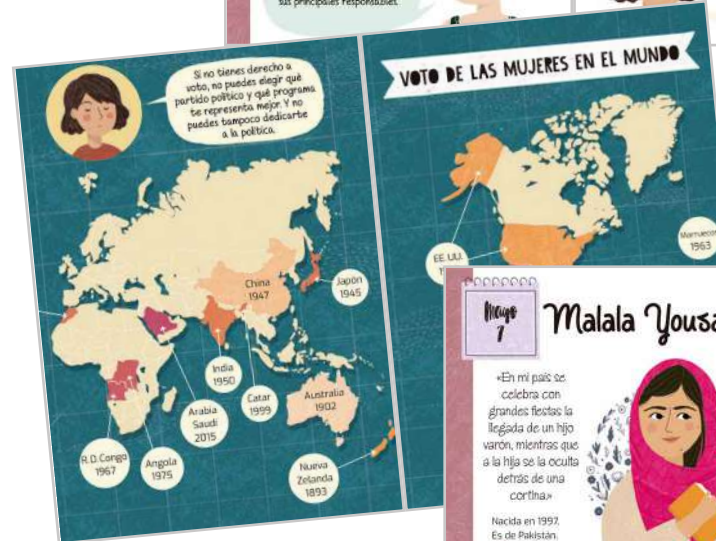 sus principales responsables.
Si no tienes derecho a
voto, no puedes elegir qué
partido político y qué programa
te representa mejor. Y no
puedes tampoco dedicarte
a la política.
China
1947
Japón
1945
India
1950
Catar
1999
Australia
1902
Arabia
Saudí
2015
R.D. Congo
1967
Angola
1975
Nueva
Zelanda
1893
VOTO DE LAS MUJERES EN EL MUNDO
EE. UU.
Marruecos
1963
Mayo
7
Malala
«En mi país se
celebra con
grandes fiestas la
llegada de un hijo
varón, mientras que
a la hija se la oculta
detrás de una
cortina.»
Nacida en 1997.
Es de Pakistán.